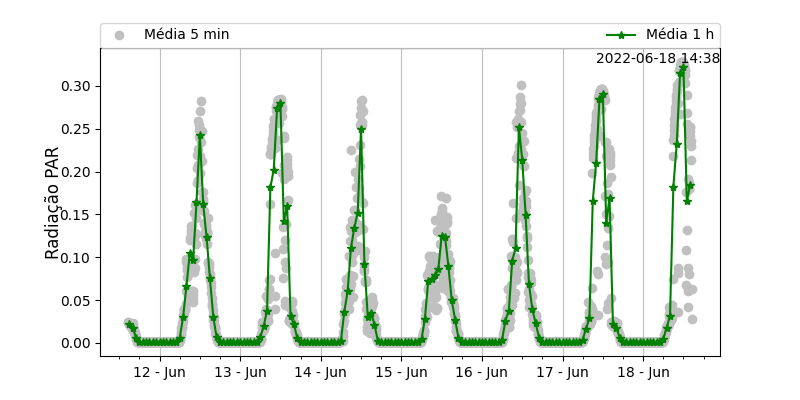 Média 5 min
Média 1 h
2022-06-18 14:38
Radiação PAR
0.30
0.25
0.20
0.15
0.10
0.05
0.00
12 - Jun
13 - Jun
14 - Jun
15 - Jun
16 - Jun
17 - Jun
18 - Jun